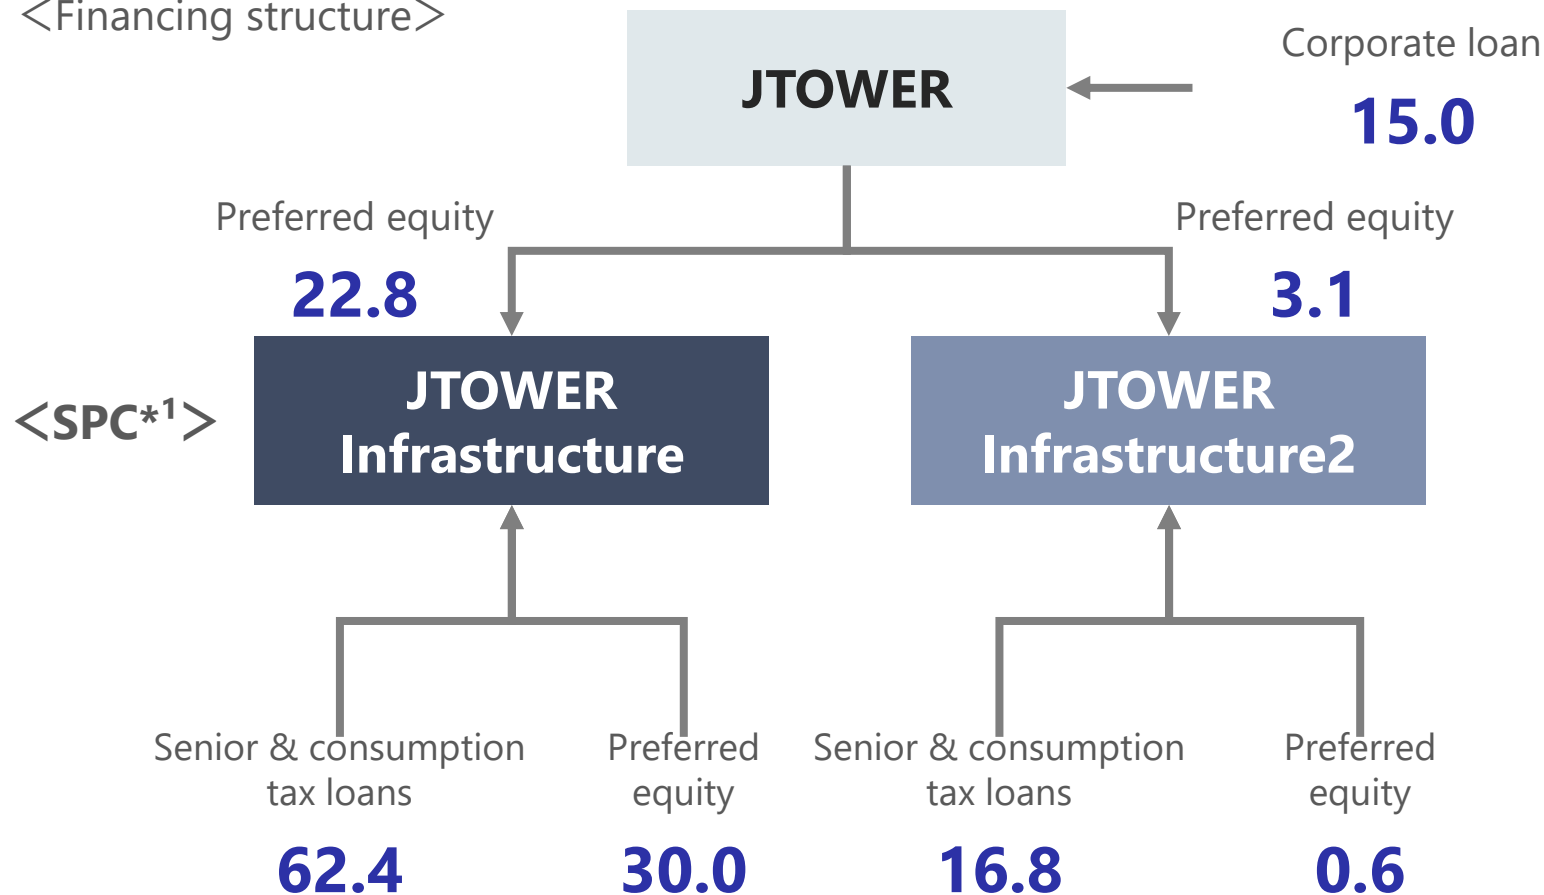 ＜Financing structure＞
JTOWER
Corporate loan
15.0
Preferred equity
22.8
Preferred equity
3.1
＜SPC*¹＞
JTOWER
Infrastructure
JTOWER
Infrastructure2
Senior & consumption
tax loans
62.4
Preferred
equity
30.0
Senior & consumption
tax loans
16.8
Preferred
equity
0.6